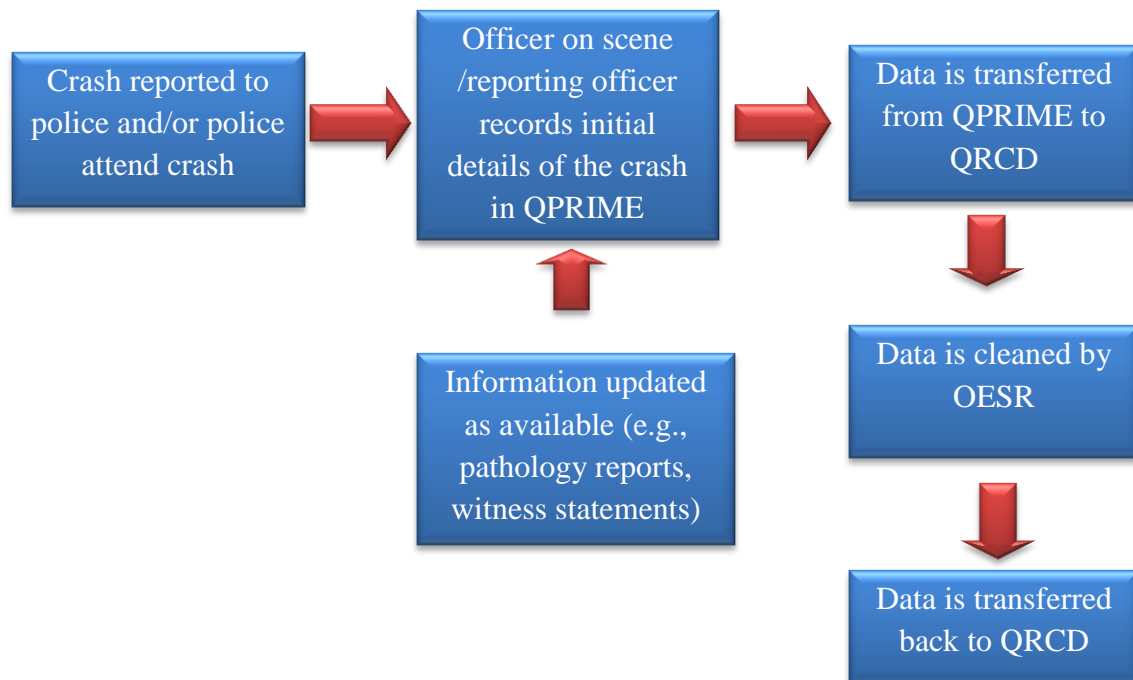 Crash reported to
police and/or police
attend crash
Officer on scene
/reporting officer
records initial
details of the crash
in QPRIME
Data is transferred
from QPRIME to
QRCD
Information updated
as available (e.g.,
pathology reports,
witness statements)
Data is cleaned by
OESR
Data is transferred
back to QRCD